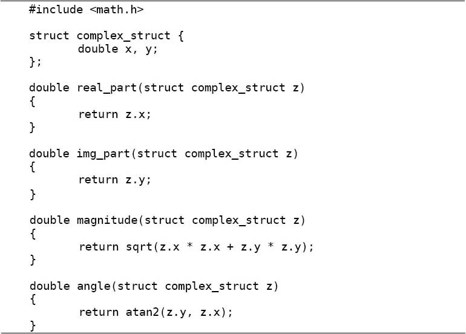 #include <math.h>
struct complex_struct {
double x, y;
};
double real_part(struct complex_struct z)
{
return z.x;
}
double img_part(struct complex_struct z)
{
return z.y;
}
double magnitude(struct complex_struct z)
{
return sqrt(z.x * z.x + z.y * z.y);
}
double angle(struct complex_struct z)
{
return atan2(z.y, z.x);
}